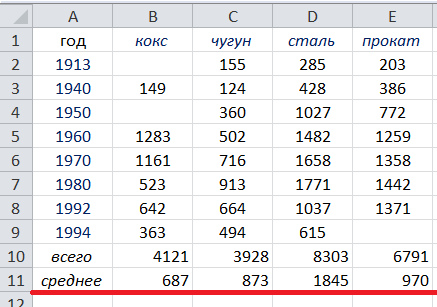 A B C D E
1 год кокс чугун сталь прокат
2 1913 155 285 203
3 1940 149 124 428 386
4 1950 360 1027 772
5 1960 1283 502 1482 1259
6 1970 1161 716 1658 1358
7 1980 523 913 1771 1442
8 1992 642 664 1037 1371
9 1994 363 494 615
10 всего 4121 3928 8303 6791
11 среднее 687 873 1845 970
12